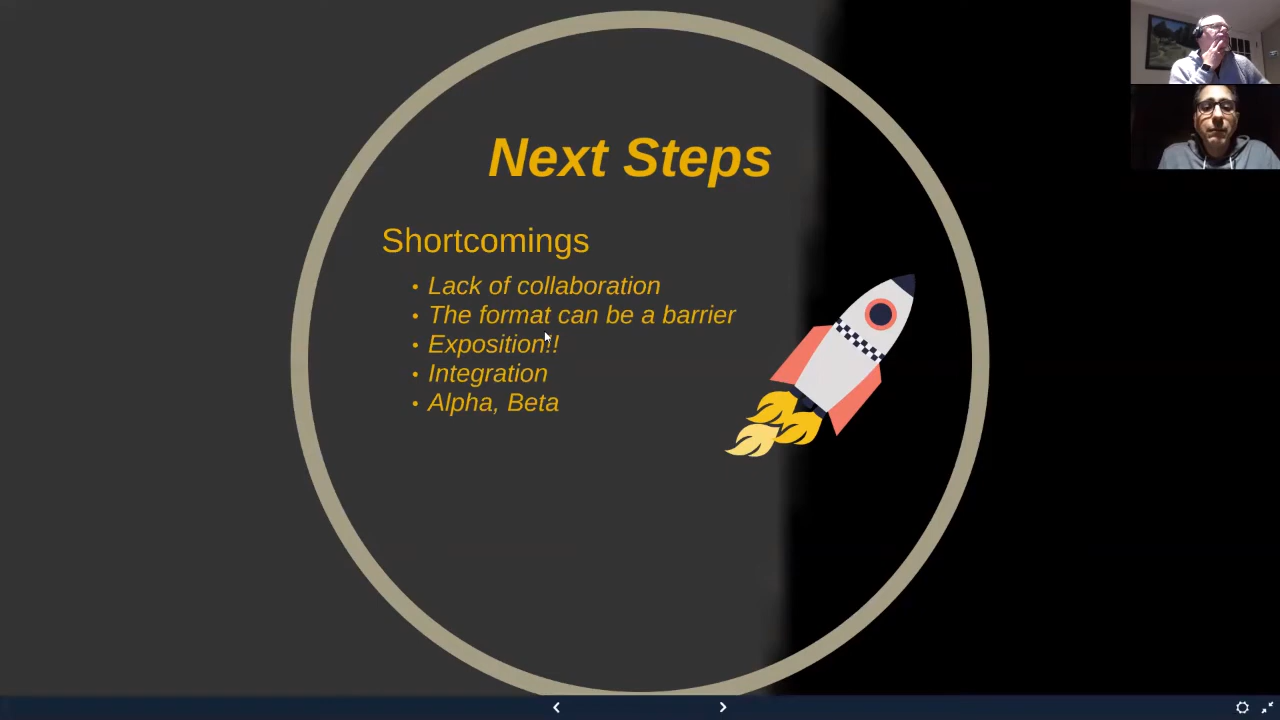 Next Steps
Shortcomings
• Lack of collaboration
• The format can be a barrier
• Exposition!!
• Integration
• Alpha, Beta